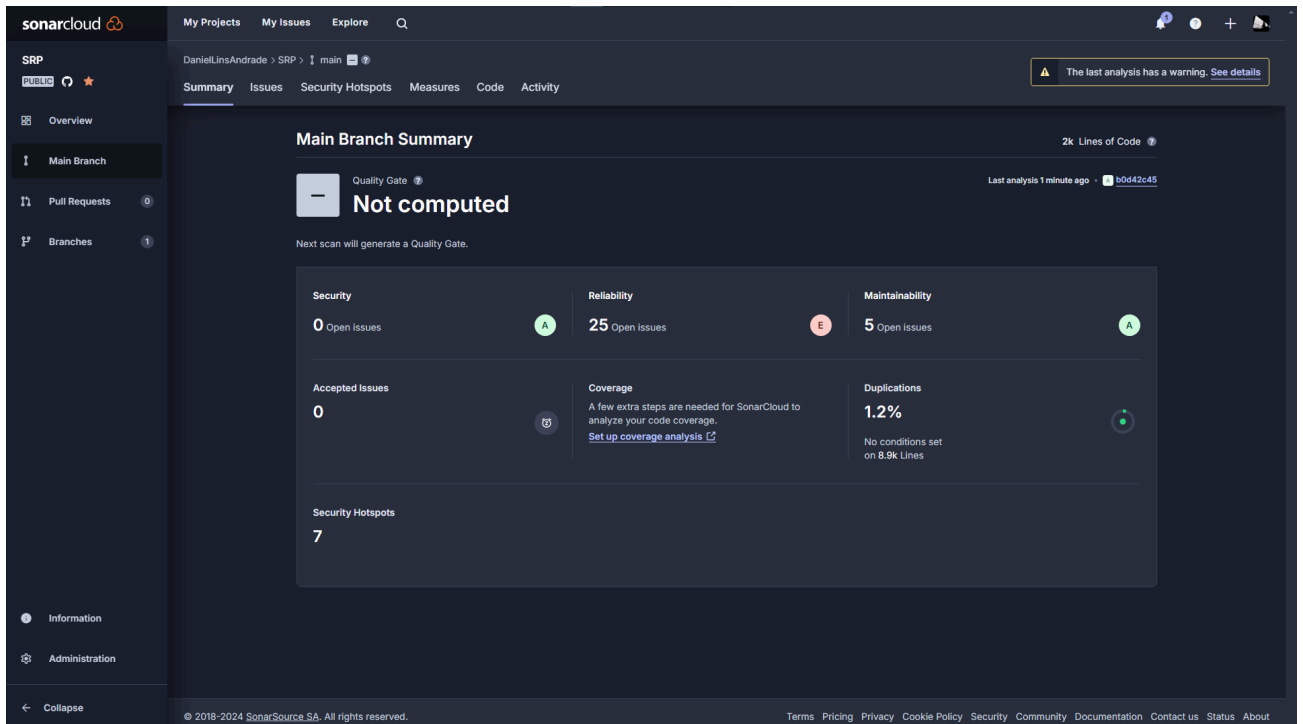 sonarcloud
My Projects My Issues Explore
1
?
SRP
PUBLIC
DanielLinsAndrade > SRP > main
The last analysis has a warning. See details
Summary Issues Security Hotspots Measures Code Activity
Overview
Main Branch
Pull Requests 0
Branches 1
Main Branch Summary
2k Lines of Code ?
Quality Gate ?
Not computed
Last analysis 1 minute ago • A b0d42c45
Next scan will generate a Quality Gate.
Security
0 Open issues A
Reliability
25 Open issues E
Maintainability
5 Open issues A
Accepted Issues
0
Coverage
A few extra steps are needed for SonarCloud to
analyze your code coverage.
Set up coverage analysis
Duplications
1.2%
No conditions set
on 8.9k Lines
Security Hotspots
7
Information
Administration
Collapse
© 2018-2024 SonarSource SA. All rights reserved.
Terms Pricing Privacy Cookie Policy Security Community Documentation Contact us Status About